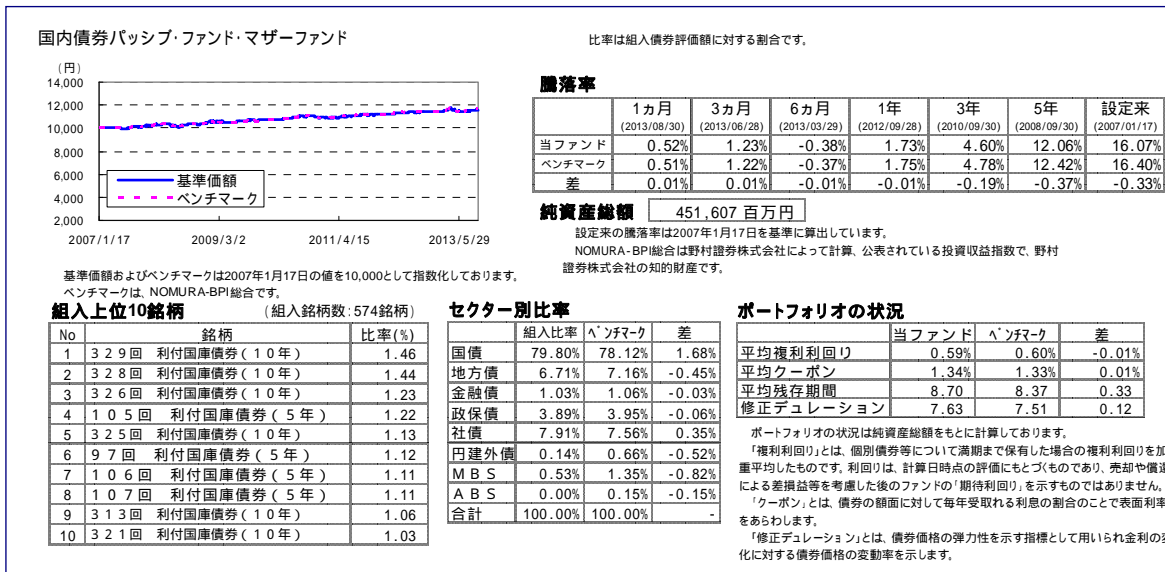 国内債券パッシブ・ファンド・マザーファンド
比率は組入債券評価額に対する割合です。
(円)
14,000
12,000
10,000
8,000
6,000
4,000
2,000
基準価額
ベンチマーク
2007/1/17 2009/3/2 2011/4/15 2013/5/29
基準価額およびベンチマークは2007年1月17日の値を10,000として指数化しております。
ベンチマークは、NOMURA-BPI総合です。
騰落率
1ヵ月 3ヵ月 6ヵ月 1年 3年 5年 設定来
(2013/08/30) (2013/06/28) (2013/03/29) (2012/09/28) (2010/09/30) (2008/09/30) (2007/01/17)
当ファンド 0.52% 1.23% -0.38% 1.73% 4.60% 12.06% 16.07%
ベンチマーク 0.51% 1.22% -0.37% 1.75% 4.78% 12.42% 16.40%
差 0.01% 0.01% -0.01% -0.01% -0.19% -0.37% -0.33%
純資産総額 451,607 百万円
設定来の騰落率は2007年1月17日を基準に算出しています。
NOMURA-BPI総合は野村證券株式会社によって計算、公表されている投資収益指数で、野村
證券株式会社の知的財産です。
組入上位10銘柄 (組入銘柄数:574銘柄)
No 銘柄 比率(%)
1 329回 利付国庫債券(10年) 1.46
2 328回 利付国庫債券(10年) 1.44
3 326回 利付国庫債券(10年) 1.23
4 105回 利付国庫債券(5年) 1.22
5 325回 利付国庫債券(10年) 1.13
6 97回 利付国庫債券(5年) 1.12
7 106回 利付国庫債券(5年) 1.11
8 107回 利付国庫債券(5年) 1.11
9 313回 利付国庫債券(10年) 1.06
10 321回 利付国庫債券(10年) 1.03
セクター別比率
組入比率 ベンチマーク 差
国債 79.80% 78.12% 1.68%
地方債 6.71% 7.16% -0.45%
金融債 1.03% 1.06% -0.03%
政保債 3.89% 3.95% -0.06%
社債 7.91% 7.56% 0.35%
円建外債 0.14% 0.66% -0.52%
MBS 0.53% 1.35% -0.82%
ABS 0.00% 0.15% -0.15%
合計 100.00% 100.00% -
ポートフォリオの状況
当ファンド ベンチマーク 差
平均複利利回り 0.59% 0.60% -0.01%
平均クーポン 1.34% 1.33% 0.01%
平均残存期間 8.70 8.37 0.33
修正デュレーション 7.63 7.51 0.12
ポートフォリオの状況は純資産総額をもとに計算しております。
「複利利回り」とは、個別債券等について満期まで保有した場合の複利利回りを加
重平均したものです。利回りは、計算日時点の評価にもとづくものであり、売却や償還
による差損益等を考慮した後のファンドの「期待利回り」を示すものではありません。
「クーポン」とは、債券の額面に対して毎年受取れる利息の割合のことで表面利率
をあらわします。
「修正デュレーション」とは、債券価格の弾力性を示す指標として用いられ金利の変
化に対する債券価格の変動率を示します。